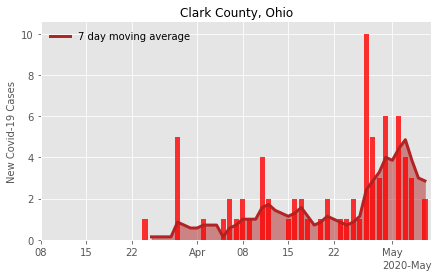 Clark County, Ohio
7 day moving average
New Covid-19 Cases
10
8
6
4
2
0
08 15 22 Apr 08 15 22 May
2020-May